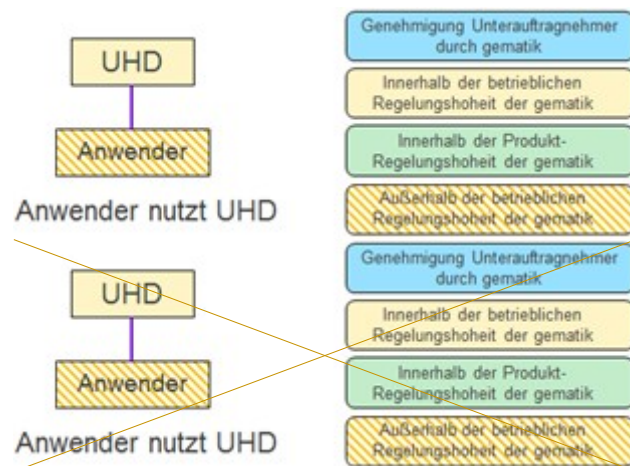 UHD
Anwender
Anwender nutzt UHD
Genehmigung Unterauftragnehmer
durch gematik
Innerhalb der betrieblichen
Regelungshoheit der gematik
Innerhalb der Produkt-
Regelungshoheit der gematik
Außerhalb der betrieblichen
Regelungshoheit der gematik
UHD
Anwender
Anwender nutzt UHD
Genehmigung Unterauftragnehmer
durch gematik
Innerhalb der betrieblichen
Regelungshoheit der gematik
Innerhalb der Produkt-
Regelungshoheit der gematik
Außerhalb der betrieblichen
Regelungshoheit der gematik